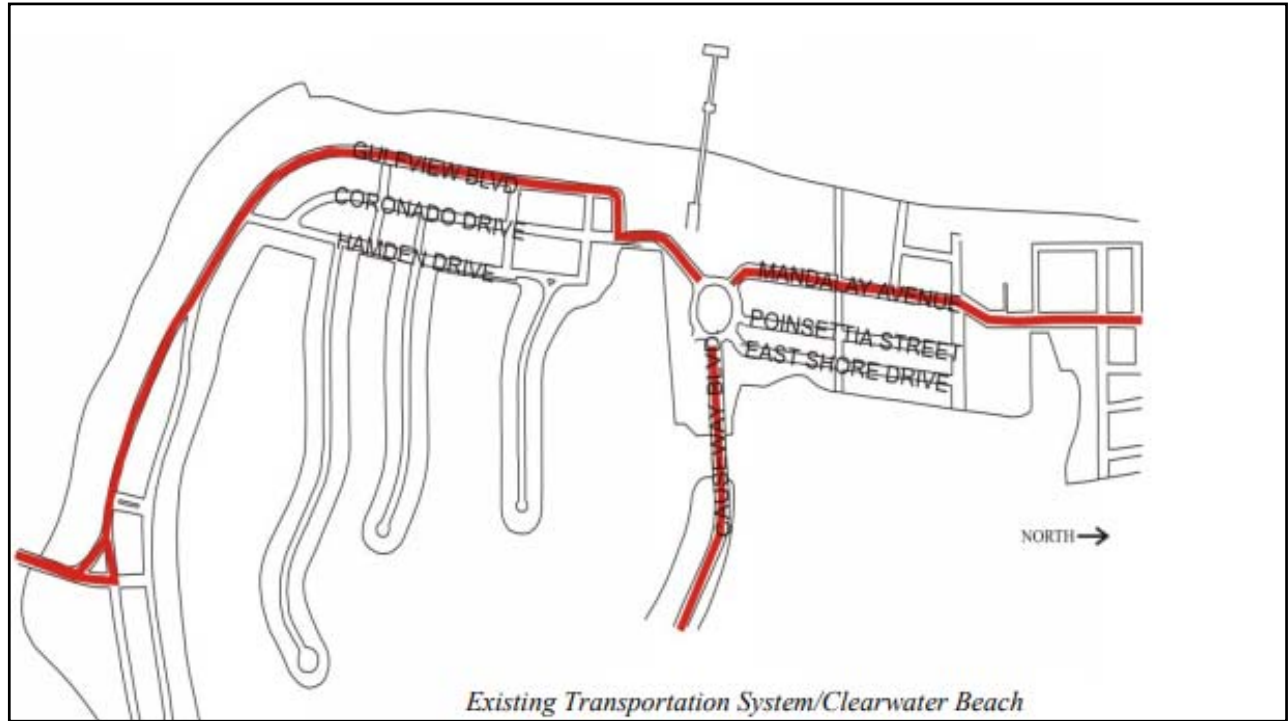 GULFVIEW BLVD
CORONADO DRIVE
HAMDEN DRIVE
MANDALAY AVENUE
POINSETTIA STREET
EAST SHORE DRIVE
CAUSEWAY BLVD
NORTH
Existing Transportation System/Clearwater Beach